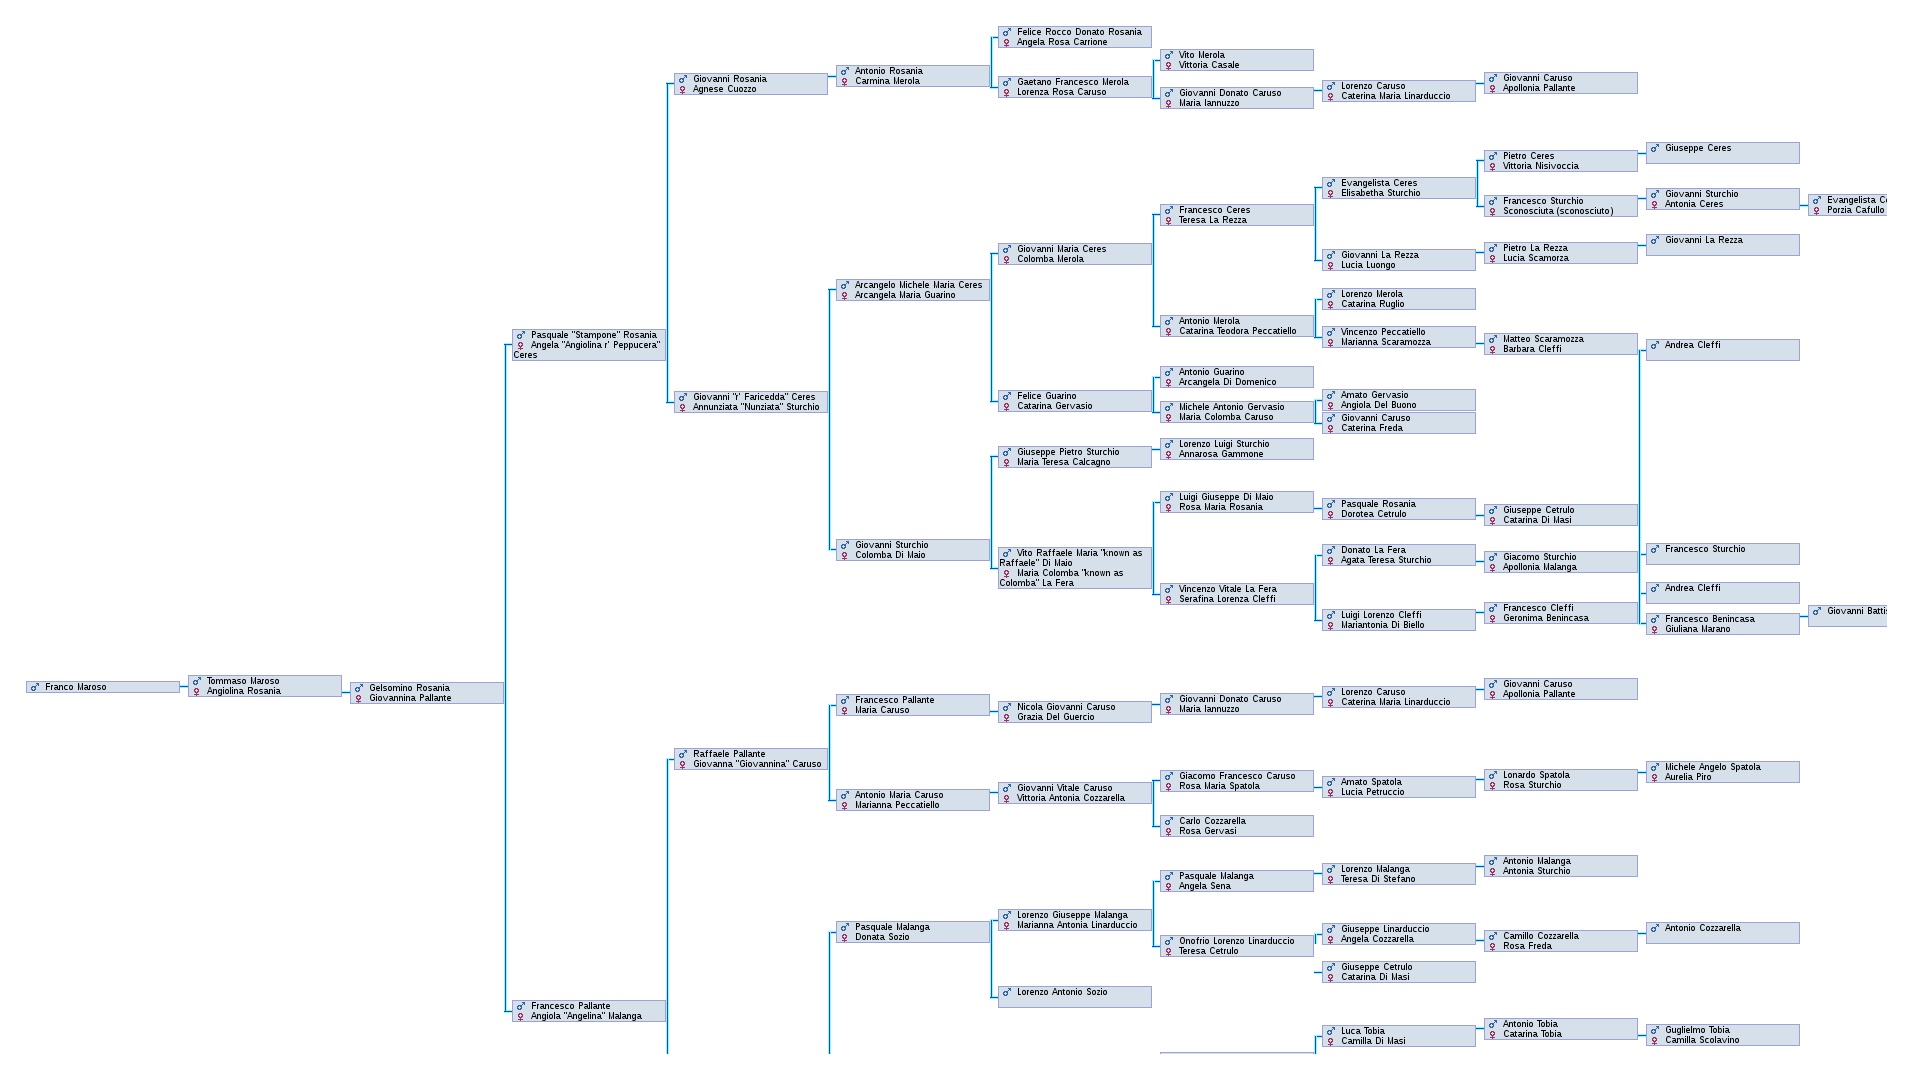 Franco Maroso
Tommaso Maroso
Angiolina Rosania
Gelsomino Rosania
Giovannina Pallante
Pasquale "Stampone" Rosania
Angela "Angiolina r' Peppucera"
Ceres
Francesco Pallante
Angiola "Angelina" Malanga
Giovanni Rosania
Agnese Cuozzo
Giovanni "r' Faricedda" Ceres
Annunziata "Nunziata" Sturchio
Raffaele Pallante
Giovanna "Giovannina" Caruso
Antonio Rosania
Carmina Merola
Arcangelo Michele Maria Ceres
Arcangela Maria Guarino
Giovanni Sturchio
Colomba Di Maio
Francesco Pallante
Maria Caruso
Antonio Maria Caruso
Marianna Peccatiello
Pasquale Malanga
Donata Sozio
Felice Rocco Donato Rosania
Angela Rosa Carrione
Gaetano Francesco Merola
Lorenza Rosa Caruso
Giovanni Maria Ceres
Colomba Merola
Felice Guarino
Catarina Gervasio
Giuseppe Pietro Sturchio
Maria Teresa Calcagno
Vito Raffaele Maria "known as
Raffaele" Di Maio
Maria Colomba "known as
Colomba" La Fera
Nicola Giovanni Caruso
Grazia Del Guercio
Giovanni Vitale Caruso
Vittoria Antonia Cozzarella
Lorenzo Giuseppe Malanga
Marianna Antonia Linarduccio
Lorenzo Antonio Sozio
Vito Merola
Vittoria Casale
Giovanni Donato Caruso
Maria Iannuzzo
Francesco Ceres
Teresa La Rezza
Antonio Merola
Catarina Teodora Peccatiello
Antonio Guarino
Arcangela Di Domenico
Michele Antonio Gervasio
Maria Colomba Caruso
Lorenzo Luigi Sturchio
Annarosa Gammone
Luigi Giuseppe Di Maio
Rosa Maria Rosania
Vincenzo Vitale La Fera
Serafina Lorenza Cleffi
Giovanni Donato Caruso
Maria Iannuzzo
Giacomo Francesco Caruso
Rosa Maria Spatola
Carlo Cozzarella
Rosa Gervasi
Pasquale Malanga
Angela Sena
Onofrio Lorenzo Linarduccio
Teresa Cetrulo
Lorenzo Caruso
Caterina Maria Linarduccio
Evangelista Ceres
Elisabetha Sturchio
Giovanni La Rezza
Lucia Luongo
Lorenzo Merola
Catarina Ruglio
Vincenzo Peccatiello
Marianna Scaramozza
Amato Gervasio
Angiola Del Buono
Giovanni Caruso
Caterina Freda
Pasquale Rosania
Dorotea Cetrulo
Donato La Fera
Agata Teresa Sturchio
Luigi Lorenzo Cleffi
Mariantonia Di Biello
Lorenzo Caruso
Caterina Maria Linarduccio
Amato Spatola
Lucia Petruccio
Lorenzo Malanga
Teresa Di Stefano
Giuseppe Linarduccio
Angela Cozzarella
Giuseppe Cetrulo
Catarina Di Masi
Luca Tobia
Camilla Di Masi
Giovanni Caruso
Apollonia Pallante
Pietro Ceres
Vittoria Nisivoccia
Francesco Sturchio
Sconosciuta (sconosciuto)
Pietro La Rezza
Lucia Scamorza
Matteo Scaramozza
Barbara Cleffi
Giuseppe Cetrulo
Catarina Di Masi
Giacomo Sturchio
Apollonia Malanga
Francesco Cleffi
Geronima Benincasa
Giovanni Caruso
Apollonia Pallante
Lonardo Spatola
Rosa Sturchio
Antonio Malanga
Antonia Sturchio
Camillo Cozzarella
Rosa Freda
Antonio Tobia
Catarina Tobia
Giuseppe Ceres
Giovanni Sturchio
Antonia Ceres
Giovanni La Rezza
Andrea Cleffi
Francesco Sturchio
Andrea Cleffi
Francesco Benincasa
Giuliana Marano
Michele Angelo Spatola
Aurelia Piro
Antonio Cozzarella
Guglielmo Tobia
Camilla Scolavino
Evangelista
Porzia Cafullo
Giovanni